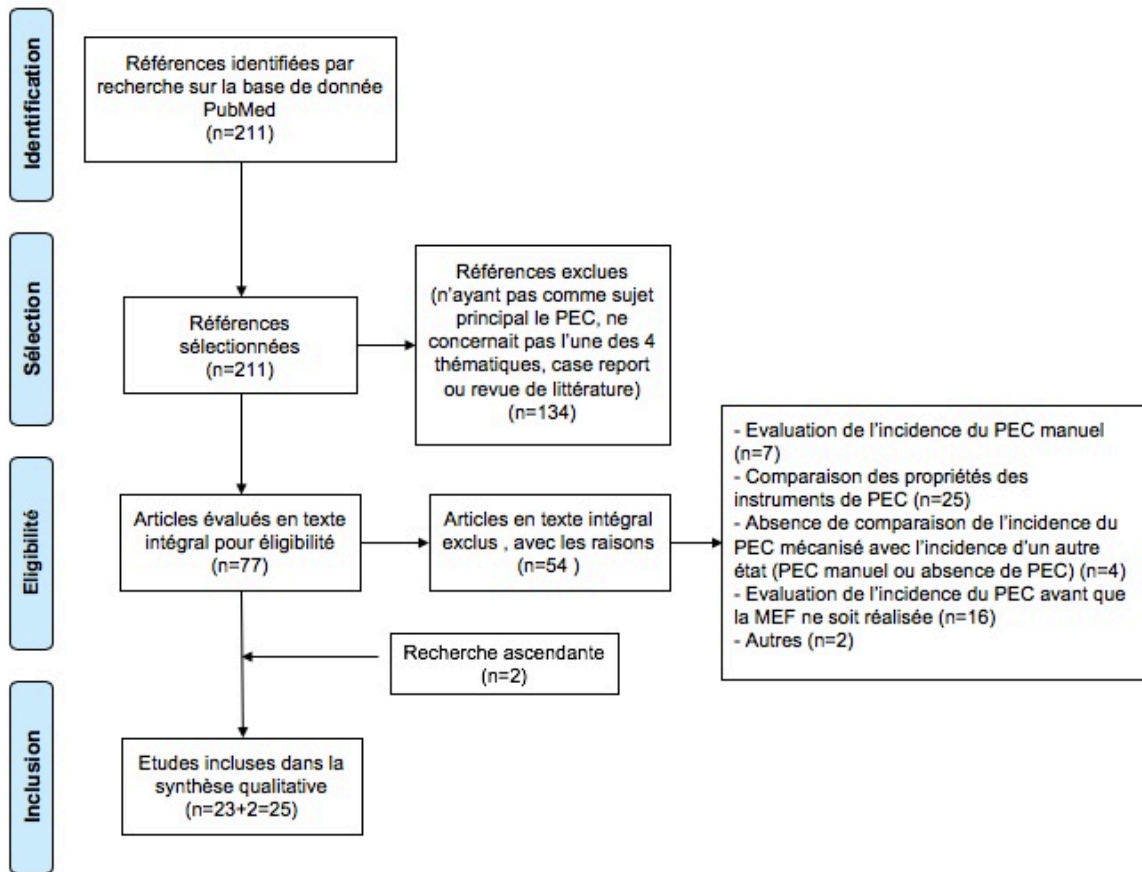 Identification
Références identifiées par
recherche sur la base de donnée
PubMed
(n=211)
Sélection
Références
sélectionnées
(n=211)
Références exclues
(n'ayant pas comme sujet
principal le PEC, ne
concernait pas l'une des 4
thématiques, case report
ou revue de littérature)
(n=134)
Eligibilité
Articles évalués en texte
intégral pour éligibilité
(n=77)
Articles en texte intégral
exclus , avec les raisons
(n=54 )
- Evaluation de l'incidence du PEC manuel
(n=7)
- Comparaison des propriétés des
instruments de PEC (n=25)
- Absence de comparaison de l'incidence du
PEC mécanisé avec l'incidence d'un autre
état (PEC manuel ou absence de PEC) (n=4)
- Evaluation de l'incidence du PEC avant que
la MEF ne soit réalisée (n=16)
- Autres (n=2)
Recherche ascendante
(n=2)
Inclusion
Etudes incluses dans la
synthèse qualitative
(n=23+2=25)